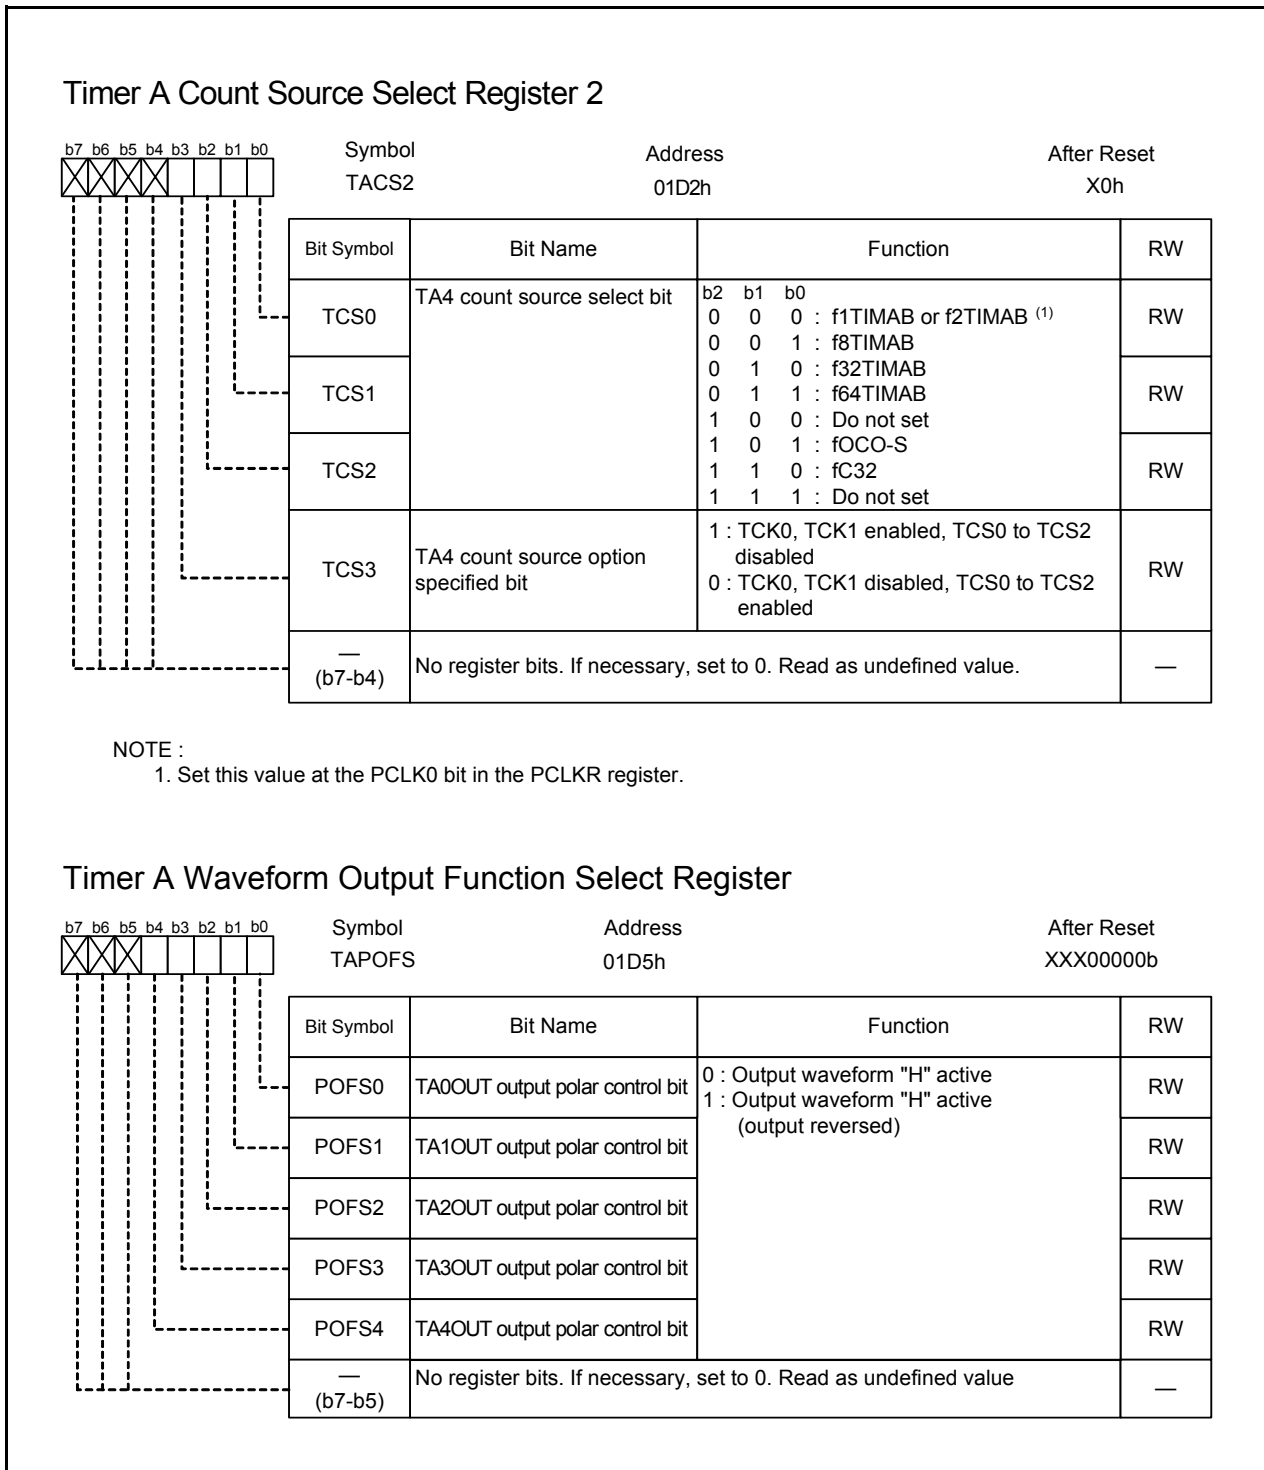 Timer A Count Source Select Register 2
b7 b6 b5 b4 b3 b2 b1 b0
Symbol Address After Reset
TACS2 01D2h X0h
Bit Symbol Bit Name Function RW
TCS0 TA4 count source select bit RW
b2 b1 b0
0 0 0 : f1TIMAB or f2TIMAB (1)
0 0 1 : f8TIMAB
0 1 0 : f32TIMAB
TCS1 RW
0 1 1 : f64TIMAB
1 0 0 : Do not set
1 0 1 : fOCO-S
TCS2 RW
1 1 0 : fC32
1 1 1 : Do not set
TCS3 TA4 count source option RW
specified bit
1 : TCK0, TCK1 enabled, TCS0 to TCS2
disabled
0 : TCK0, TCK1 disabled, TCS0 to TCS2
enabled
— (b7-b4) No register bits. If necessary, set to 0. Read as undefined value. —
NOTE :
1. Set this value at the PCLK0 bit in the PCLKR register.
Timer A Waveform Output Function Select Register
b7 b6 b5 b4 b3 b2 b1 b0
Symbol Address After Reset
TAPOFS 01D5h XXX00000b
Bit Symbol Bit Name Function RW
POFS0 TA0OUT output polar control bit RW
0 : Output waveform "H" active
1 : Output waveform "H" active
(output reversed)
POFS1 TA1OUT output polar control bit RW
POFS2 TA2OUT output polar control bit RW
POFS3 TA3OUT output polar control bit RW
POFS4 TA4OUT output polar control bit RW
— (b7-b5) No register bits. If necessary, set to 0. Read as undefined value —